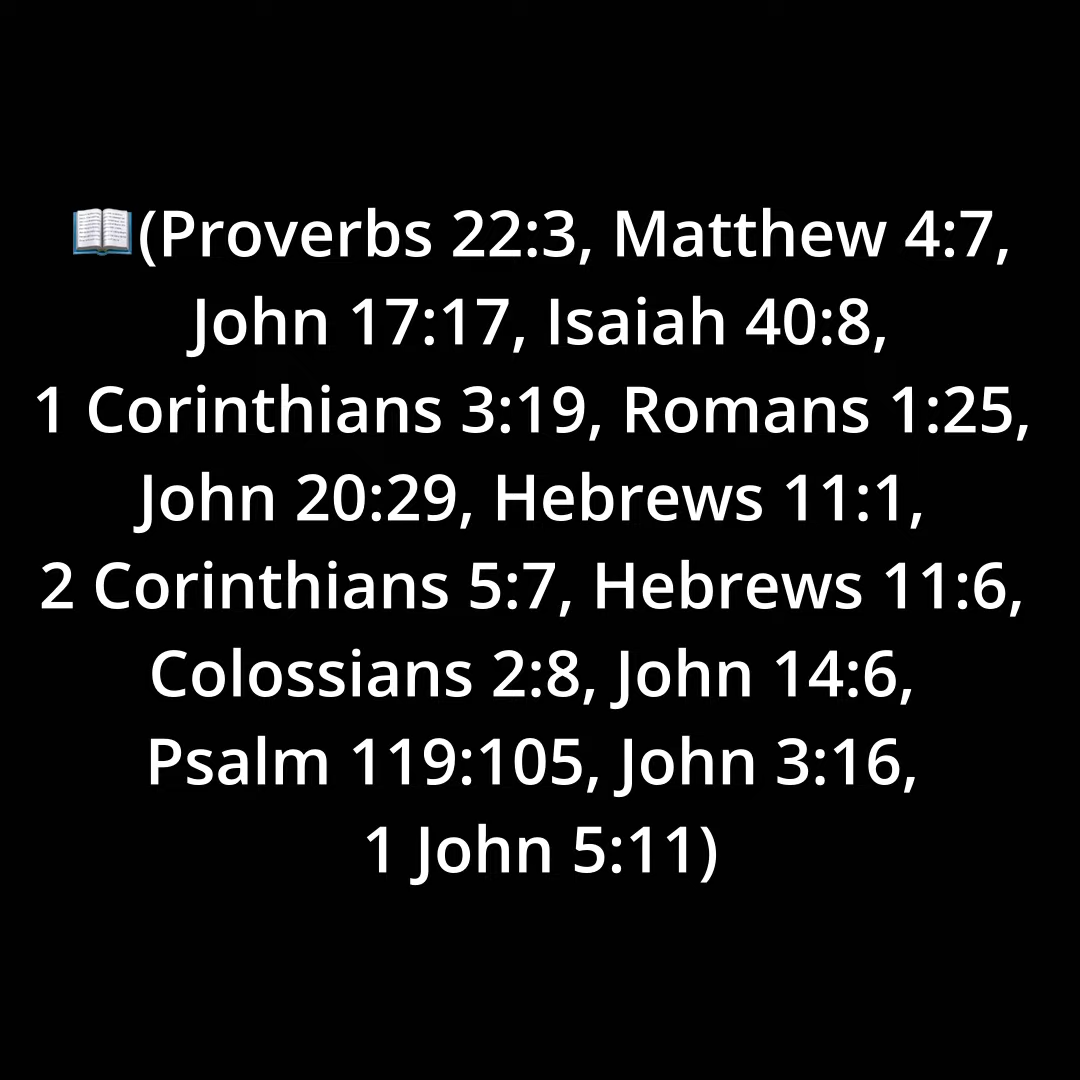 📖(Proverbs 22:3, Matthew 4:7,
John 17:17, Isaiah 40:8,
1 Corinthians 3:19, Romans 1:25,
John 20:29, Hebrews 11:1,
2 Corinthians 5:7, Hebrews 11:6,
Colossians 2:8, John 14:6,
Psalm 119:105, John 3:16,
1 John 5:11)